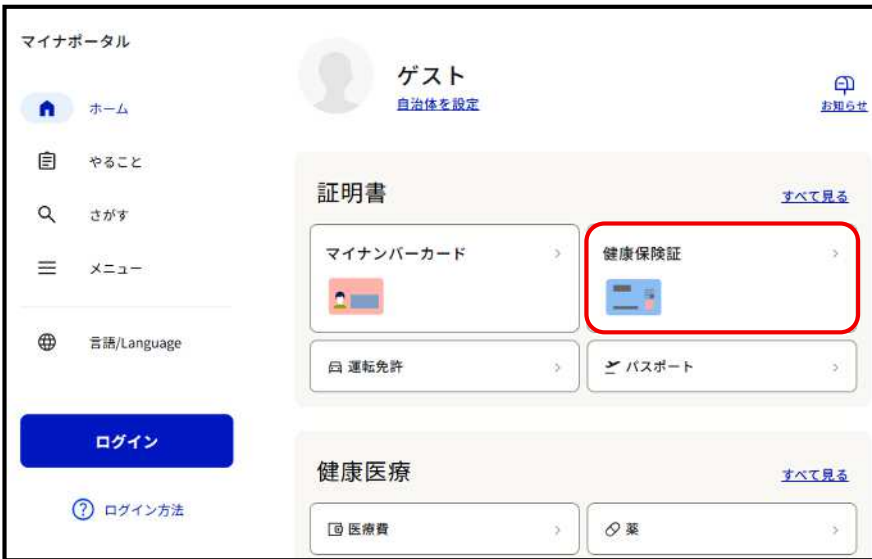 マイナポータル
ホーム
やること
さがす
メニュー
言語/Language
ログイン
ログイン方法
ゲスト
自治体を設定
お知らせ
証明書
すべて見る
マイナンバーカード
健康保険証
運転免許
パスポート
健康医療
すべて見る
医療費
薬